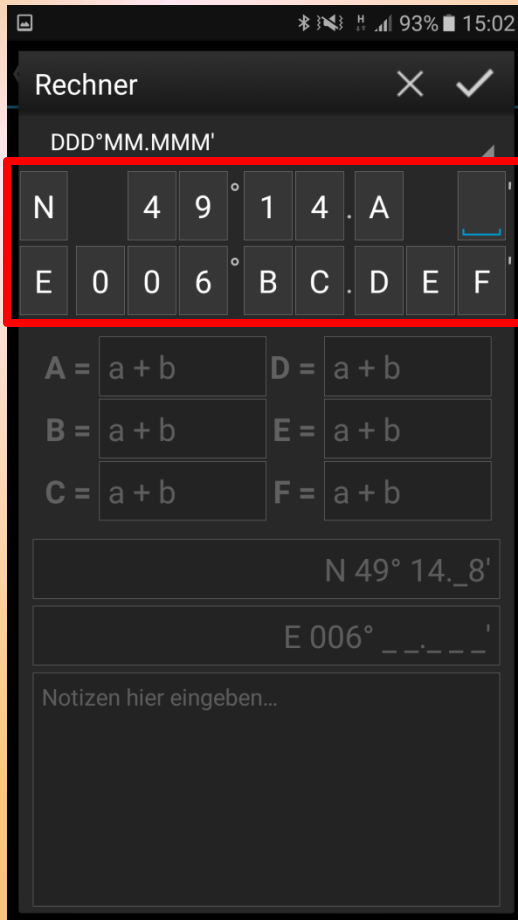 H 93% 15:02
Rechner
DDD°MM.MMM'
N 4 9 ° 1 4 . A _ '
E 0 0 6 ° B C . D E F '
A = a + b D = a + b
B = a + b E = a + b
C = a + b F = a + b
N 49° 14._8'
E 006° _ _._ _ _'
Notizen hier eingeben...